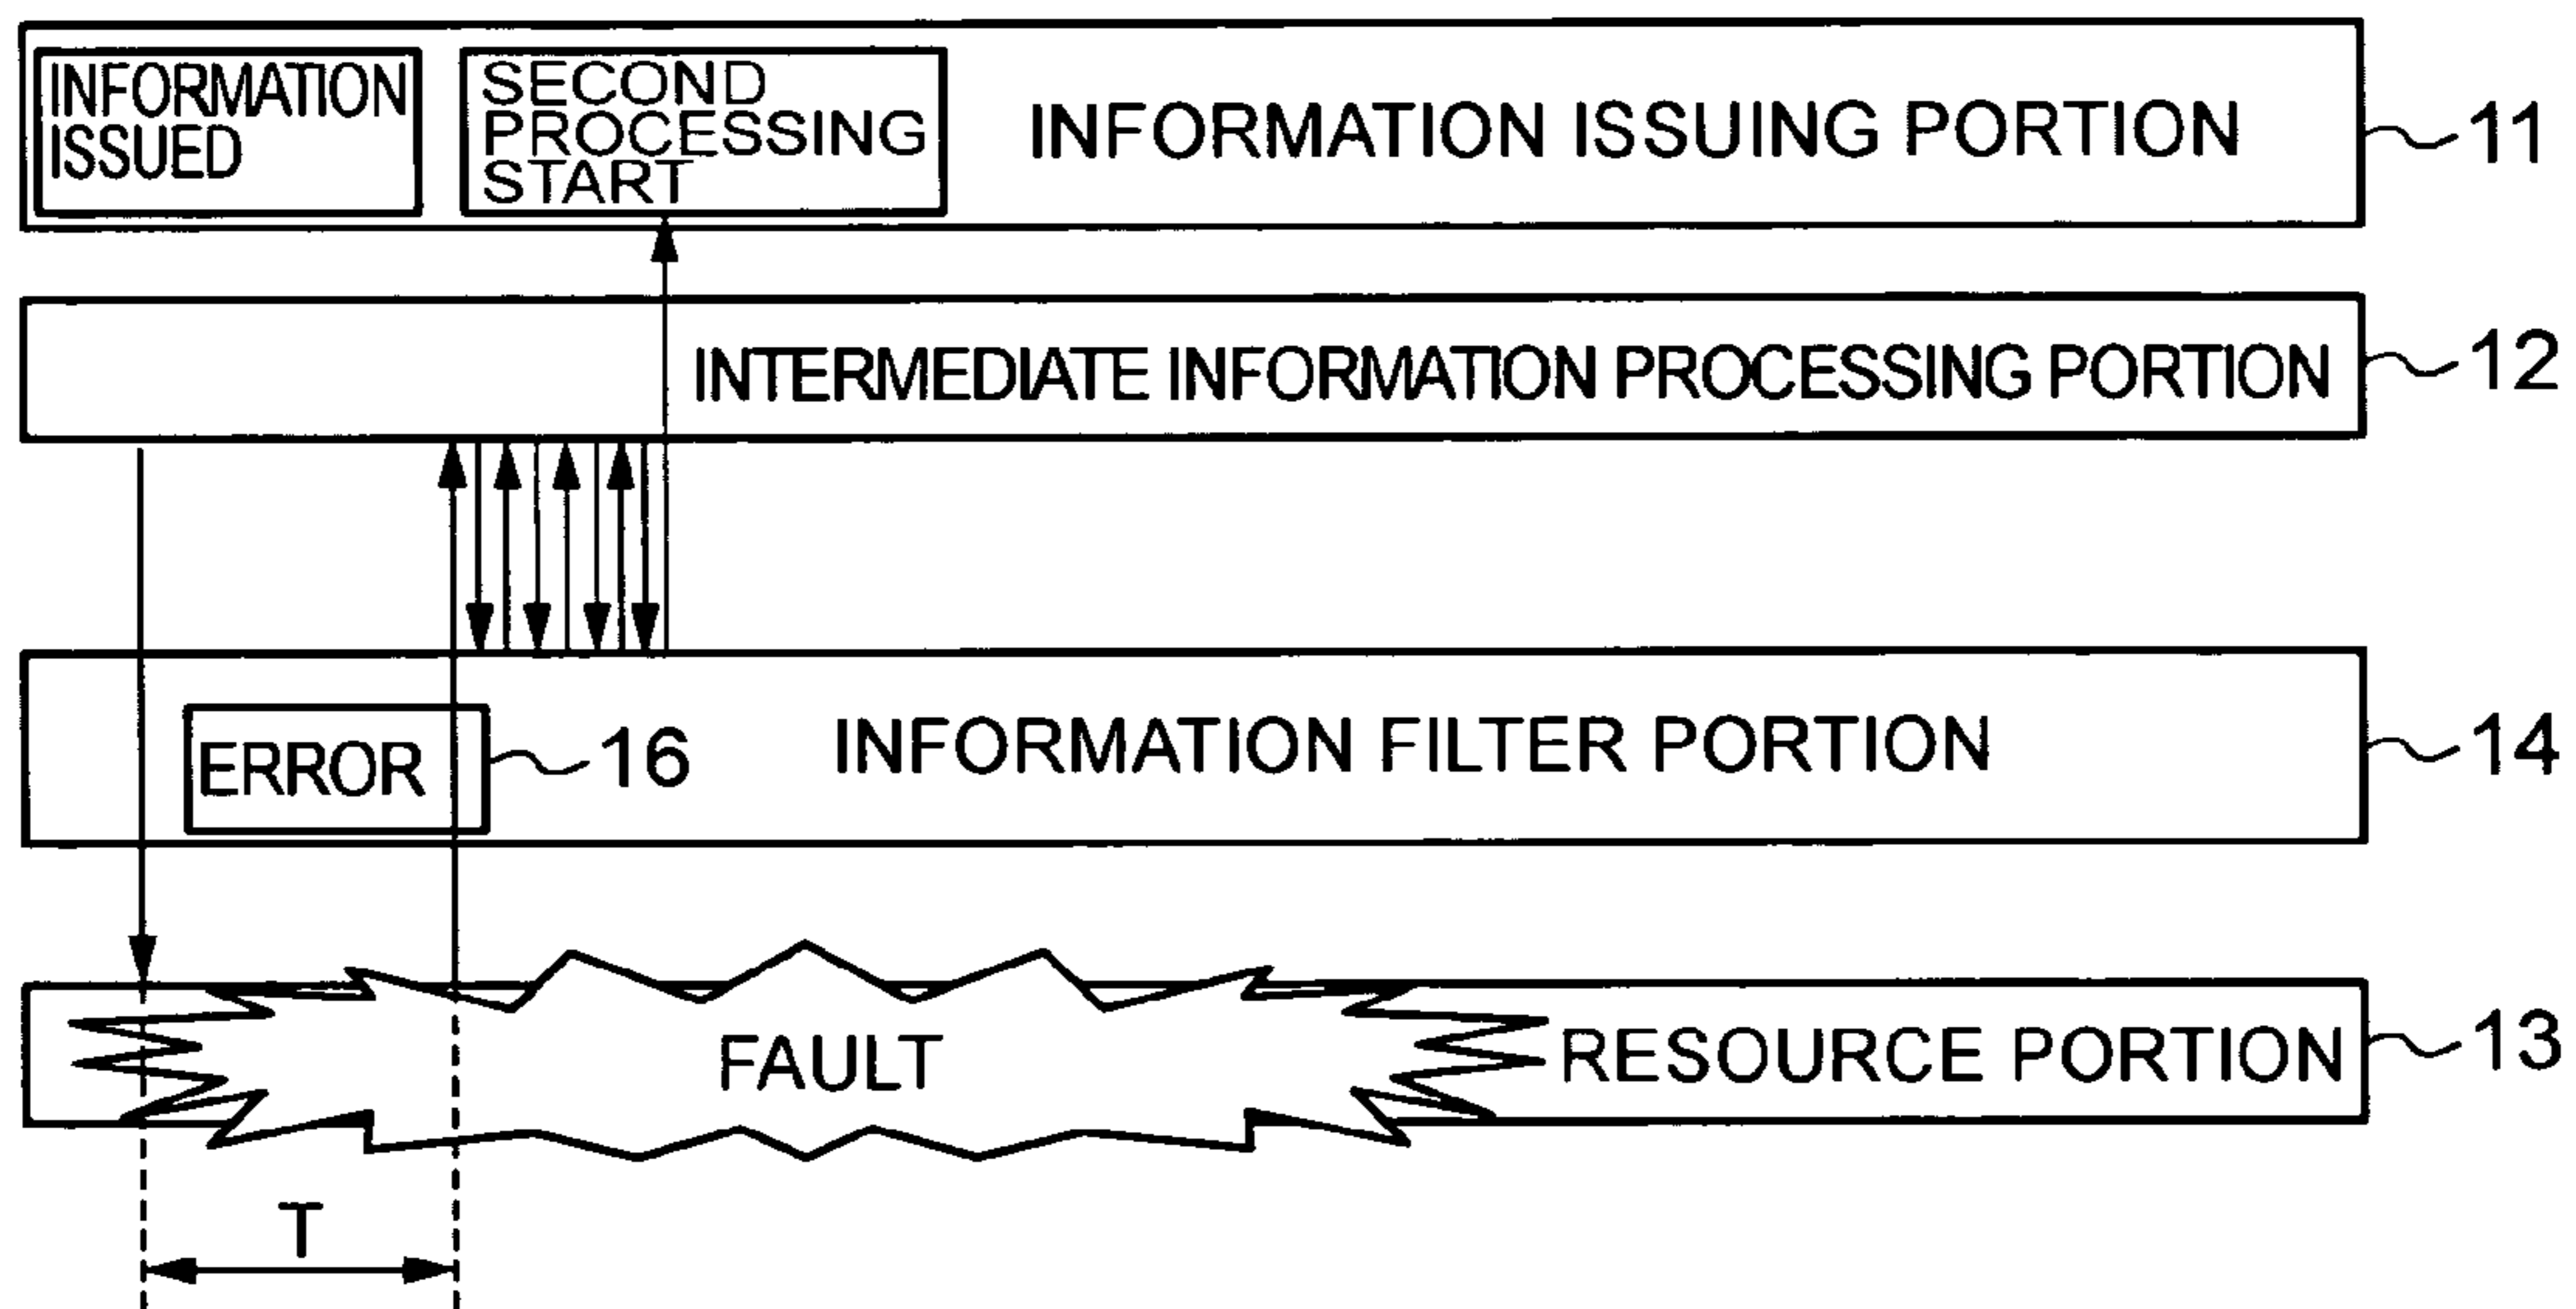 INFORMATION
ISSUED
SECOND
PROCESSING
START
INFORMATION ISSUING PORTION
11
INTERMEDIATE INFORMATION PROCESSING PORTION
12
ERROR
16
INFORMATION FILTER PORTION
14
FAULT
RESOURCE PORTION
13
T